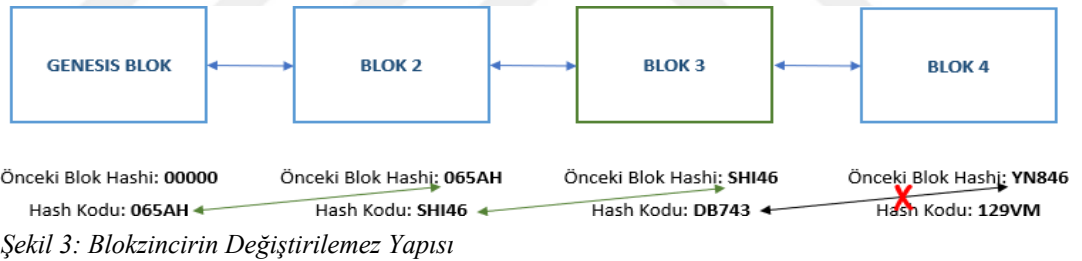 GENESIS BLOK BLOK 2 BLOK 3 BLOK 4
Önceki Blok Hashi: 00000 Önceki Blok Hashi: 065AH Önceki Blok Hashi: SHI46 Önceki Blok Hashi: YN846
Hash Kodu: 065AH Hash Kodu: SHI46 Hash Kodu: DB743 Hash Kodu: 129VM
Şekil 3: Blokzincirin Değiştirilemez Yapısı